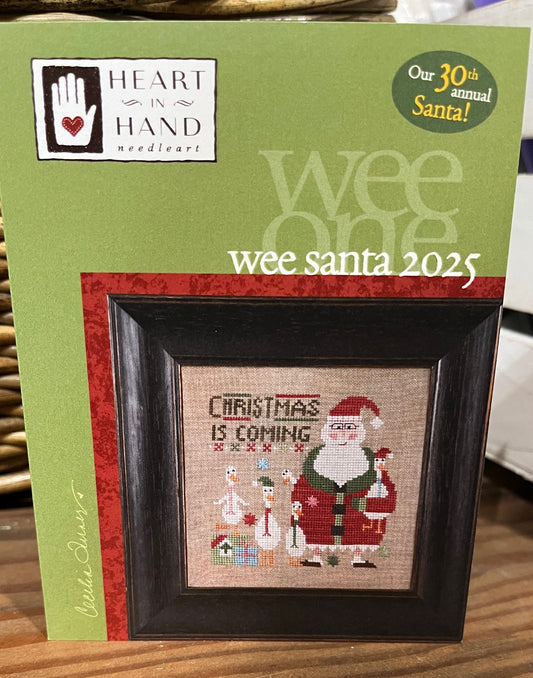 HEART
IN
HAND
needleart
Our 30th
annual
Santa!
wee
one
wee santa 2025
CHRISTMAS
IS COMING